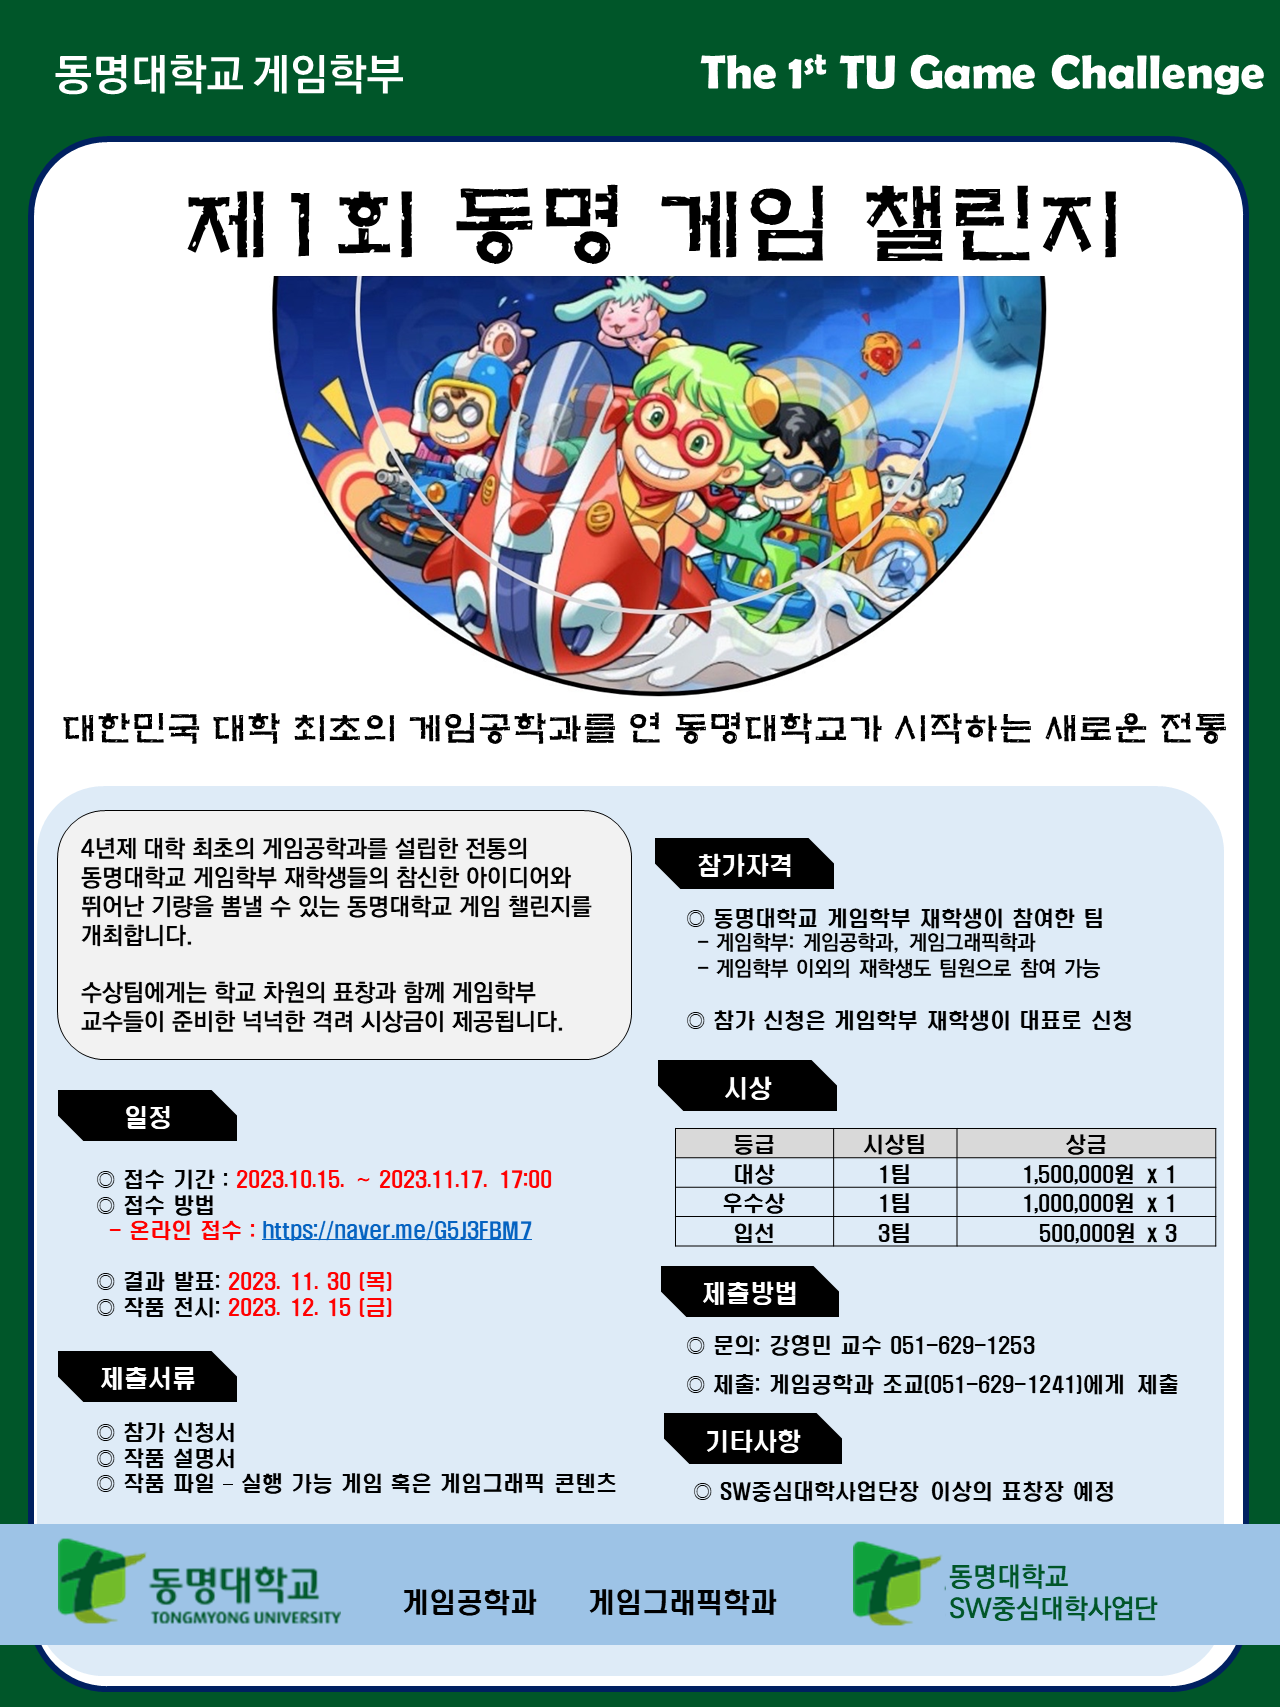 동명대학교 게임학부
The 1st TU Game Challenge
제1회 동명 게임 챌린지
대한민국 대학 최초의 게임공학과를 연 동명대학교가 시작하는 새로운 전통
4년제 대학 최초의 게임공학과를 설립한 전통의
동명대학교 게임학부 재학생들의 참신한 아이디어와
뛰어난 기량을 뽐낼 수 있는 동명대학교 게임 챌린지를
개최합니다.
수상팀에게는 학교 차원의 표창과 함께 게임학부
교수들이 준비한 넉넉한 격려 시상금이 제공됩니다.
일정
◎ 접수 기간 : 2023.10.15. ~ 2023.11.17. 17:00
◎ 접수 방법
- 온라인 접수 : https://naver.me/G5J3FBM7
◎ 결과 발표: 2023. 11. 30 (목)
◎ 작품 전시: 2023. 12. 15 (금)
제출서류
◎ 참가 신청서
◎ 작품 설명서
◎ 작품 파일 – 실행 가능 게임 혹은 게임그래픽 콘텐츠
참가자격
◎ 동명대학교 게임학부 재학생이 참여한 팀
- 게임학부: 게임공학과, 게임그래픽학과
- 게임학부 이외의 재학생도 팀원으로 참여 가능
◎ 참가 신청은 게임학부 재학생이 대표로 신청
시상
등급 시상팀 상금
대상 1팀 1,500,000원 x 1
우수상 1팀 1,000,000원 x 1
입선 3팀 500,000원 x 3
제출방법
◎ 문의: 강영민 교수 051-629-1253
◎ 제출: 게임공학과 조교(051-629-1241)에게 제출
기타사항
◎ SW중심대학사업단장 이상의 표창장 예정
동명대학교
TONGMYONG UNIVERSITY
게임공학과 게임그래픽학과
동명대학교
SW중심대학사업단